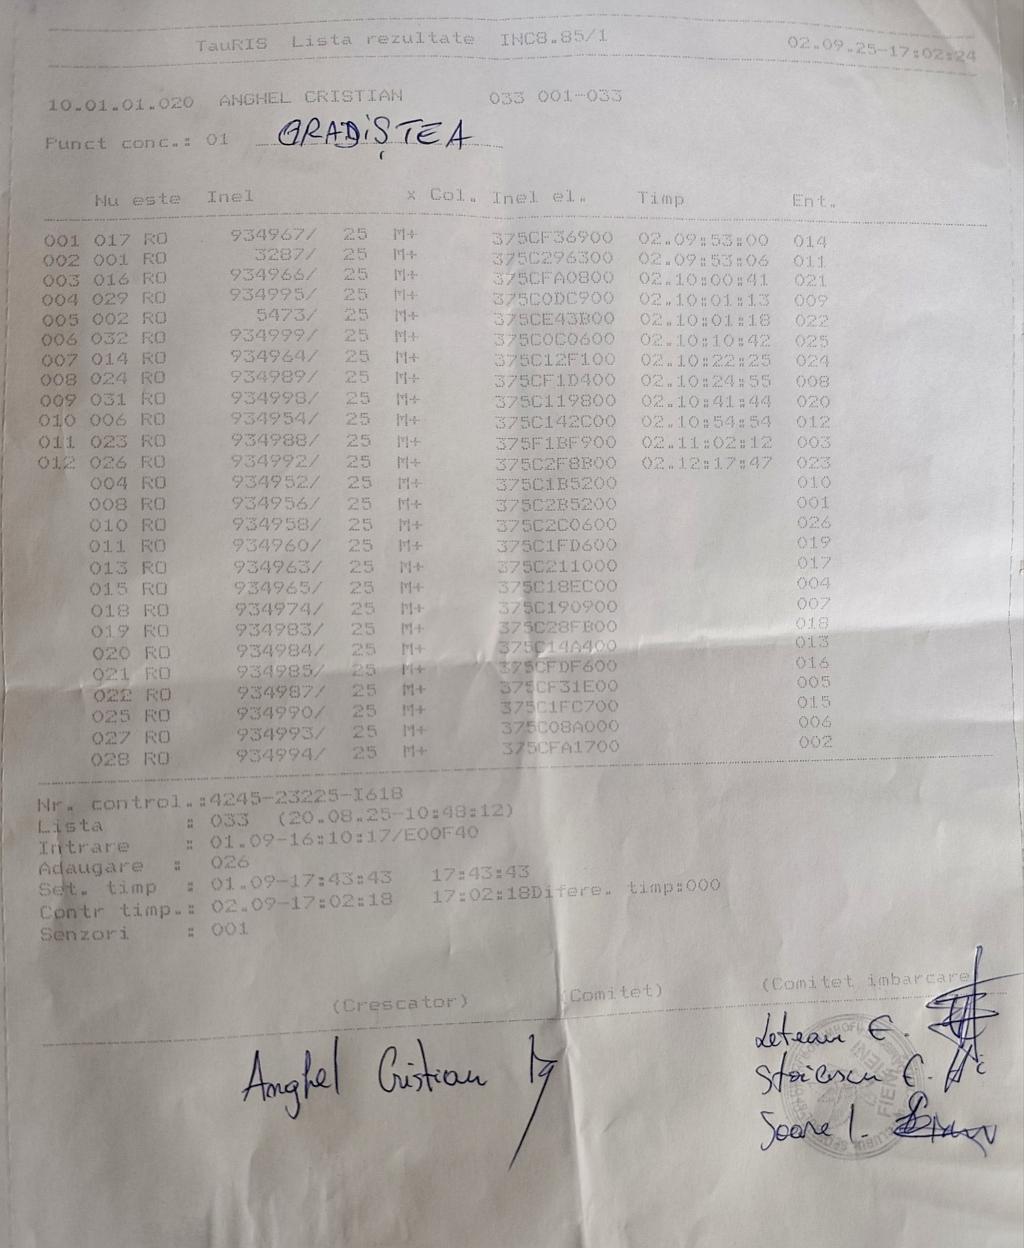 TauRIS Lista rezultate INC8.85/1 02.09.25-17:02:24
10.01.01.020 ANGHEL CRISTIAN 033 001-033
Punct conc.: 01 GRADIȘTEA
Nu este Inel x Col. Inel el. Timp Ent.
001 017 RO 934967/ 25 M+ 375CF36900 02.09:53:00 014
002 001 RO 3287/ 25 M+ 375C296300 02.09:53:06 011
003 016 RO 934966/ 25 M+ 375CFA0800 02.10:00:41 021
004 029 RO 934995/ 25 M+ 375C0DC900 02.10:01:13 009
005 002 RO 5473/ 25 M+ 375CE43B00 02.10:01:18 022
006 032 RO 934999/ 25 M+ 375C0C0600 02.10:10:42 025
007 014 RO 934964/ 25 M+ 375C12F100 02.10:22:25 024
008 024 RO 934989/ 25 M+ 375CF1D400 02.10:24:55 008
009 031 RO 934998/ 25 M+ 375C119800 02.10:41:44 020
010 006 RO 934954/ 25 M+ 375C142C00 02.10:54:54 012
011 023 RO 934988/ 25 M+ 375F1BF900 02.11:02:12 003
012 026 RO 934992/ 25 M+ 375C2F8B00 02.12:17:47 023
004 RO 934952/ 25 M+ 375C1B5200 010
008 RO 934956/ 25 M+ 375C2B5200 001
010 RO 934958/ 25 M+ 375C2C0600 026
011 RO 934960/ 25 M+ 375C1FD600 019
013 RO 934963/ 25 M+ 375C211000 017
015 RO 934965/ 25 M+ 375C18EC00 004
018 RO 934974/ 25 M+ 375C190900 007
019 RO 934983/ 25 M+ 375C28FB00 018
020 RO 934984/ 25 M+ 375C14A400 013
021 RO 934985/ 25 M+ 375CFDF600 016
022 RO 934987/ 25 M+ 375CF31E00 005
025 RO 934990/ 25 M+ 375C1FC700 015
027 RO 934993/ 25 M+ 375C08A000 006
028 RO 934994/ 25 M+ 375CFA1700 002
Nr. control.:4245-23225-I618
Lista : 033 (20.08.25-10:48:12)
Intrare : 01.09-16:10:17/E00F40
Adaugare : 026
Set. timp : 01.09-17:43:43 17:43:43
Contr timp.: 02.09-17:02:18 17:02:18Difere. timp:000
Senzori : 001
(Crescator) (Comitet) (Comitet imbarcare
Anghel Cristian
Letean E.
Stoicescu E.
Soare I.
FIENI